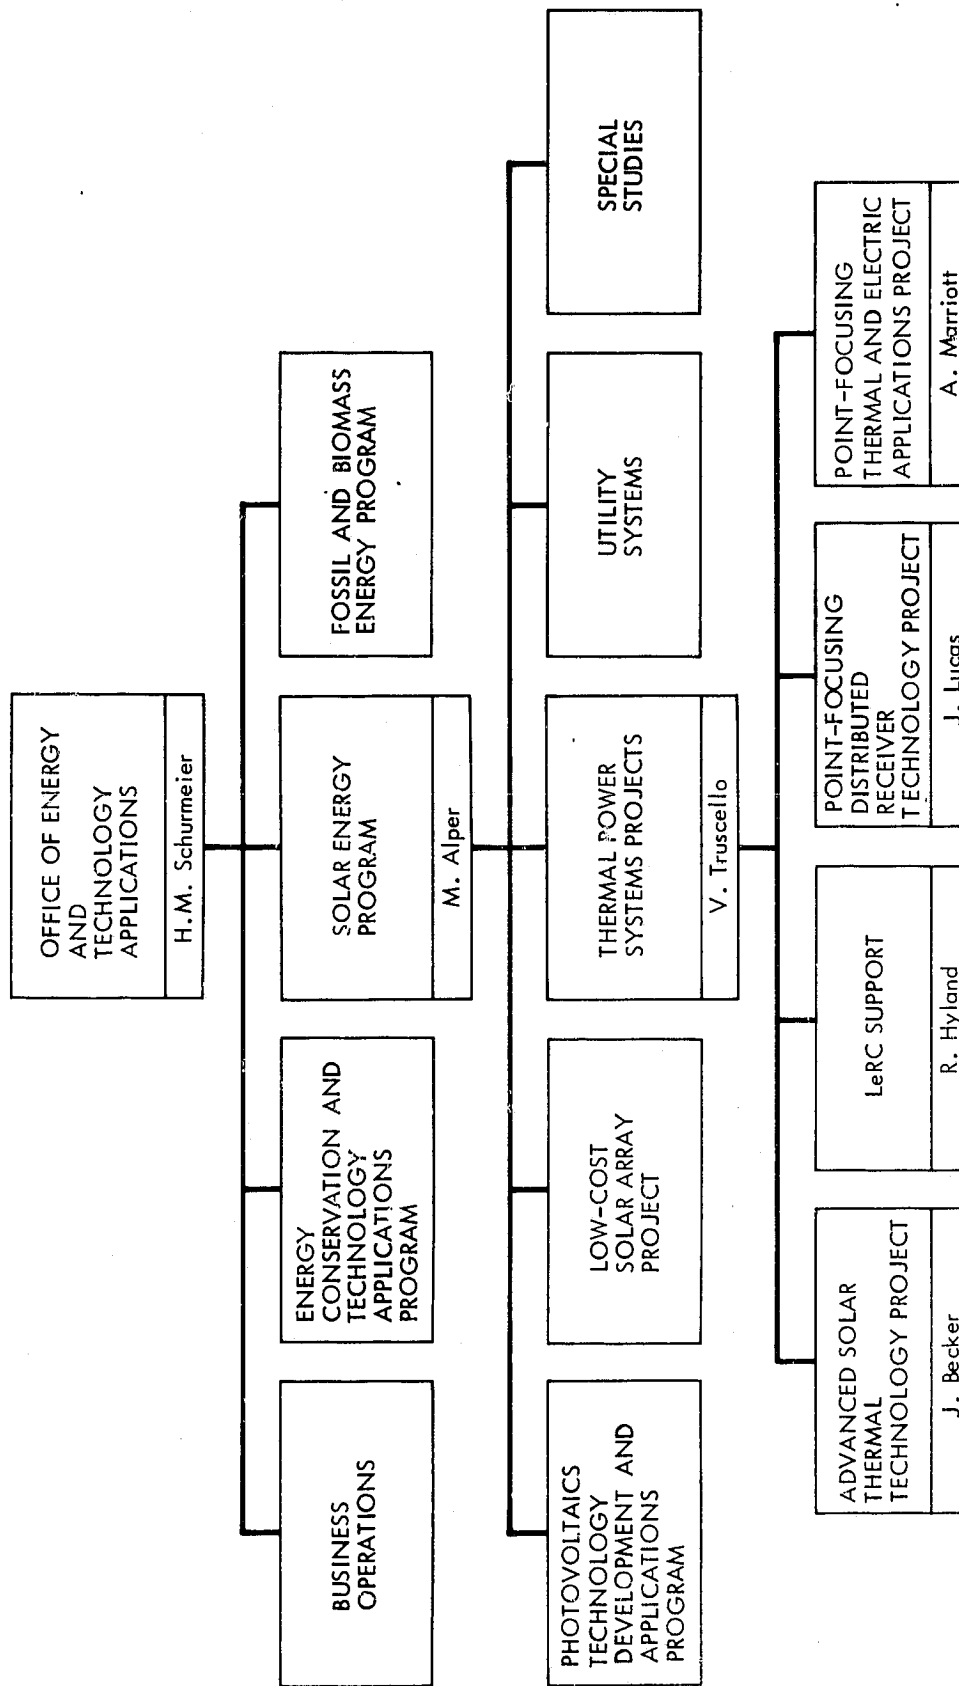 OFFICE OF ENERGY
AND
TECHNOLOGY
APPLICATIONS
H.M. Schurmeier
BUSINESS
OPERATIONS
ENERGY
CONSERVATION AND
TECHNOLOGY
APPLICATIONS
PROGRAM
SOLAR ENERGY
PROGRAM
M. Alper
FOSSIL AND BIOMASS
ENERGY PROGRAM
PHOTOVOLTAICS
TECHNOLOGY
DEVELOPMENT AND
APPLICATIONS
PROGRAM
LOW-COST
SOLAR ARRAY
PROJECT
THERMAL POWER
SYSTEMS PROJECTS
V. Truscello
UTILITY
SYSTEMS
SPECIAL
STUDIES
ADVANCED SOLAR
THERMAL
TECHNOLOGY PROJECT
J. Becker
LeRC SUPPORT
R. Hyland
POINT-FOCUSING
DISTRIBUTED
RECEIVER
TECHNOLOGY PROJECT
J. Lucas
POINT-FOCUSING
THERMAL AND ELECTRIC
APPLICATIONS PROJECT
A. Marriott